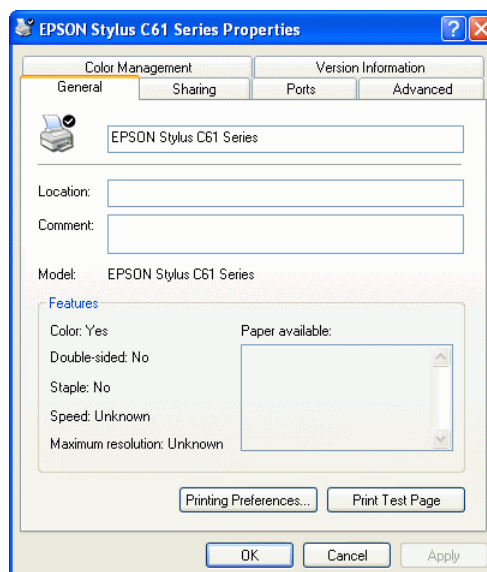 EPSON Stylus C61 Series Properties
Color Management Version Information
General Sharing Ports Advanced
EPSON Stylus C61 Series
Location:
Comment:
Model: EPSON Stylus C61 Series
Features
Color: Yes Paper available:
Double-sided: No
Staple: No
Speed: Unknown
Maximum resolution: Unknown
Printing Preferences... Print Test Page
OK Cancel Apply